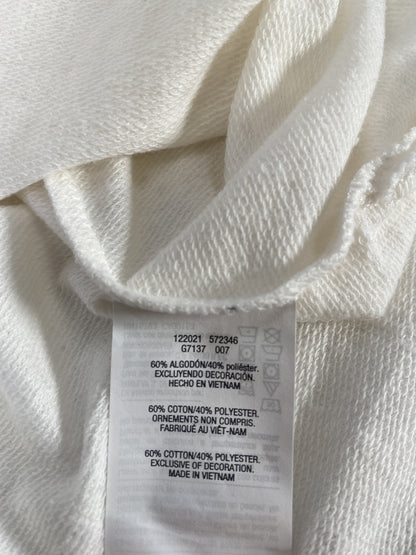 122021 572346
G7137 007
60% ALGODÓN/40% poliéster.
EXCLUYENDO DECORACIÓN.
HECHO EN VIETNAM
60% COTON/40% POLYESTER.
ORNEMENTS NON COMPRIS.
FABRIQUÉ AU VIÊT-NAM
60% COTTON/40% POLYESTER.
EXCLUSIVE OF DECORATION.
MADE IN VIETNAM